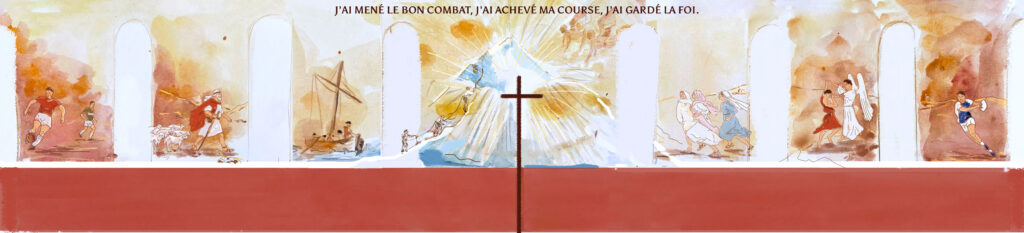 J'AI MENÉ LE BON COMBAT, J'AI ACHEVÉ MA COURSE, J'AI GARDÉ LA FOI.